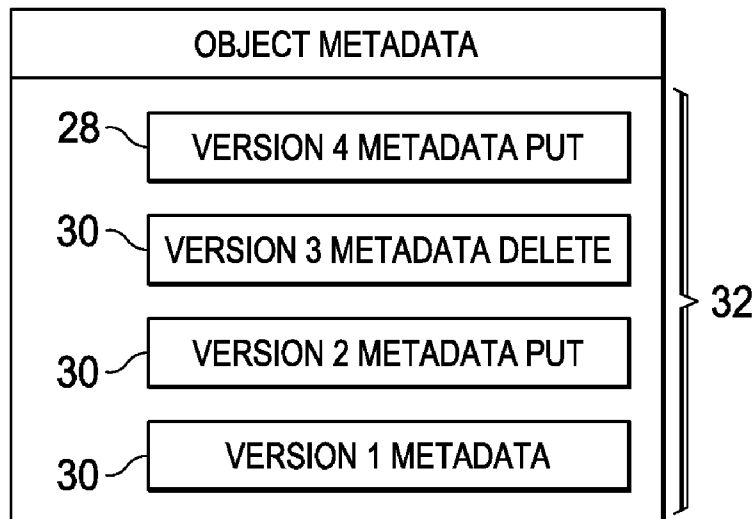 OBJECT METADATA
28 VERSION 4 METADATA PUT
30 VERSION 3 METADATA DELETE
32
30 VERSION 2 METADATA PUT
30 VERSION 1 METADATA